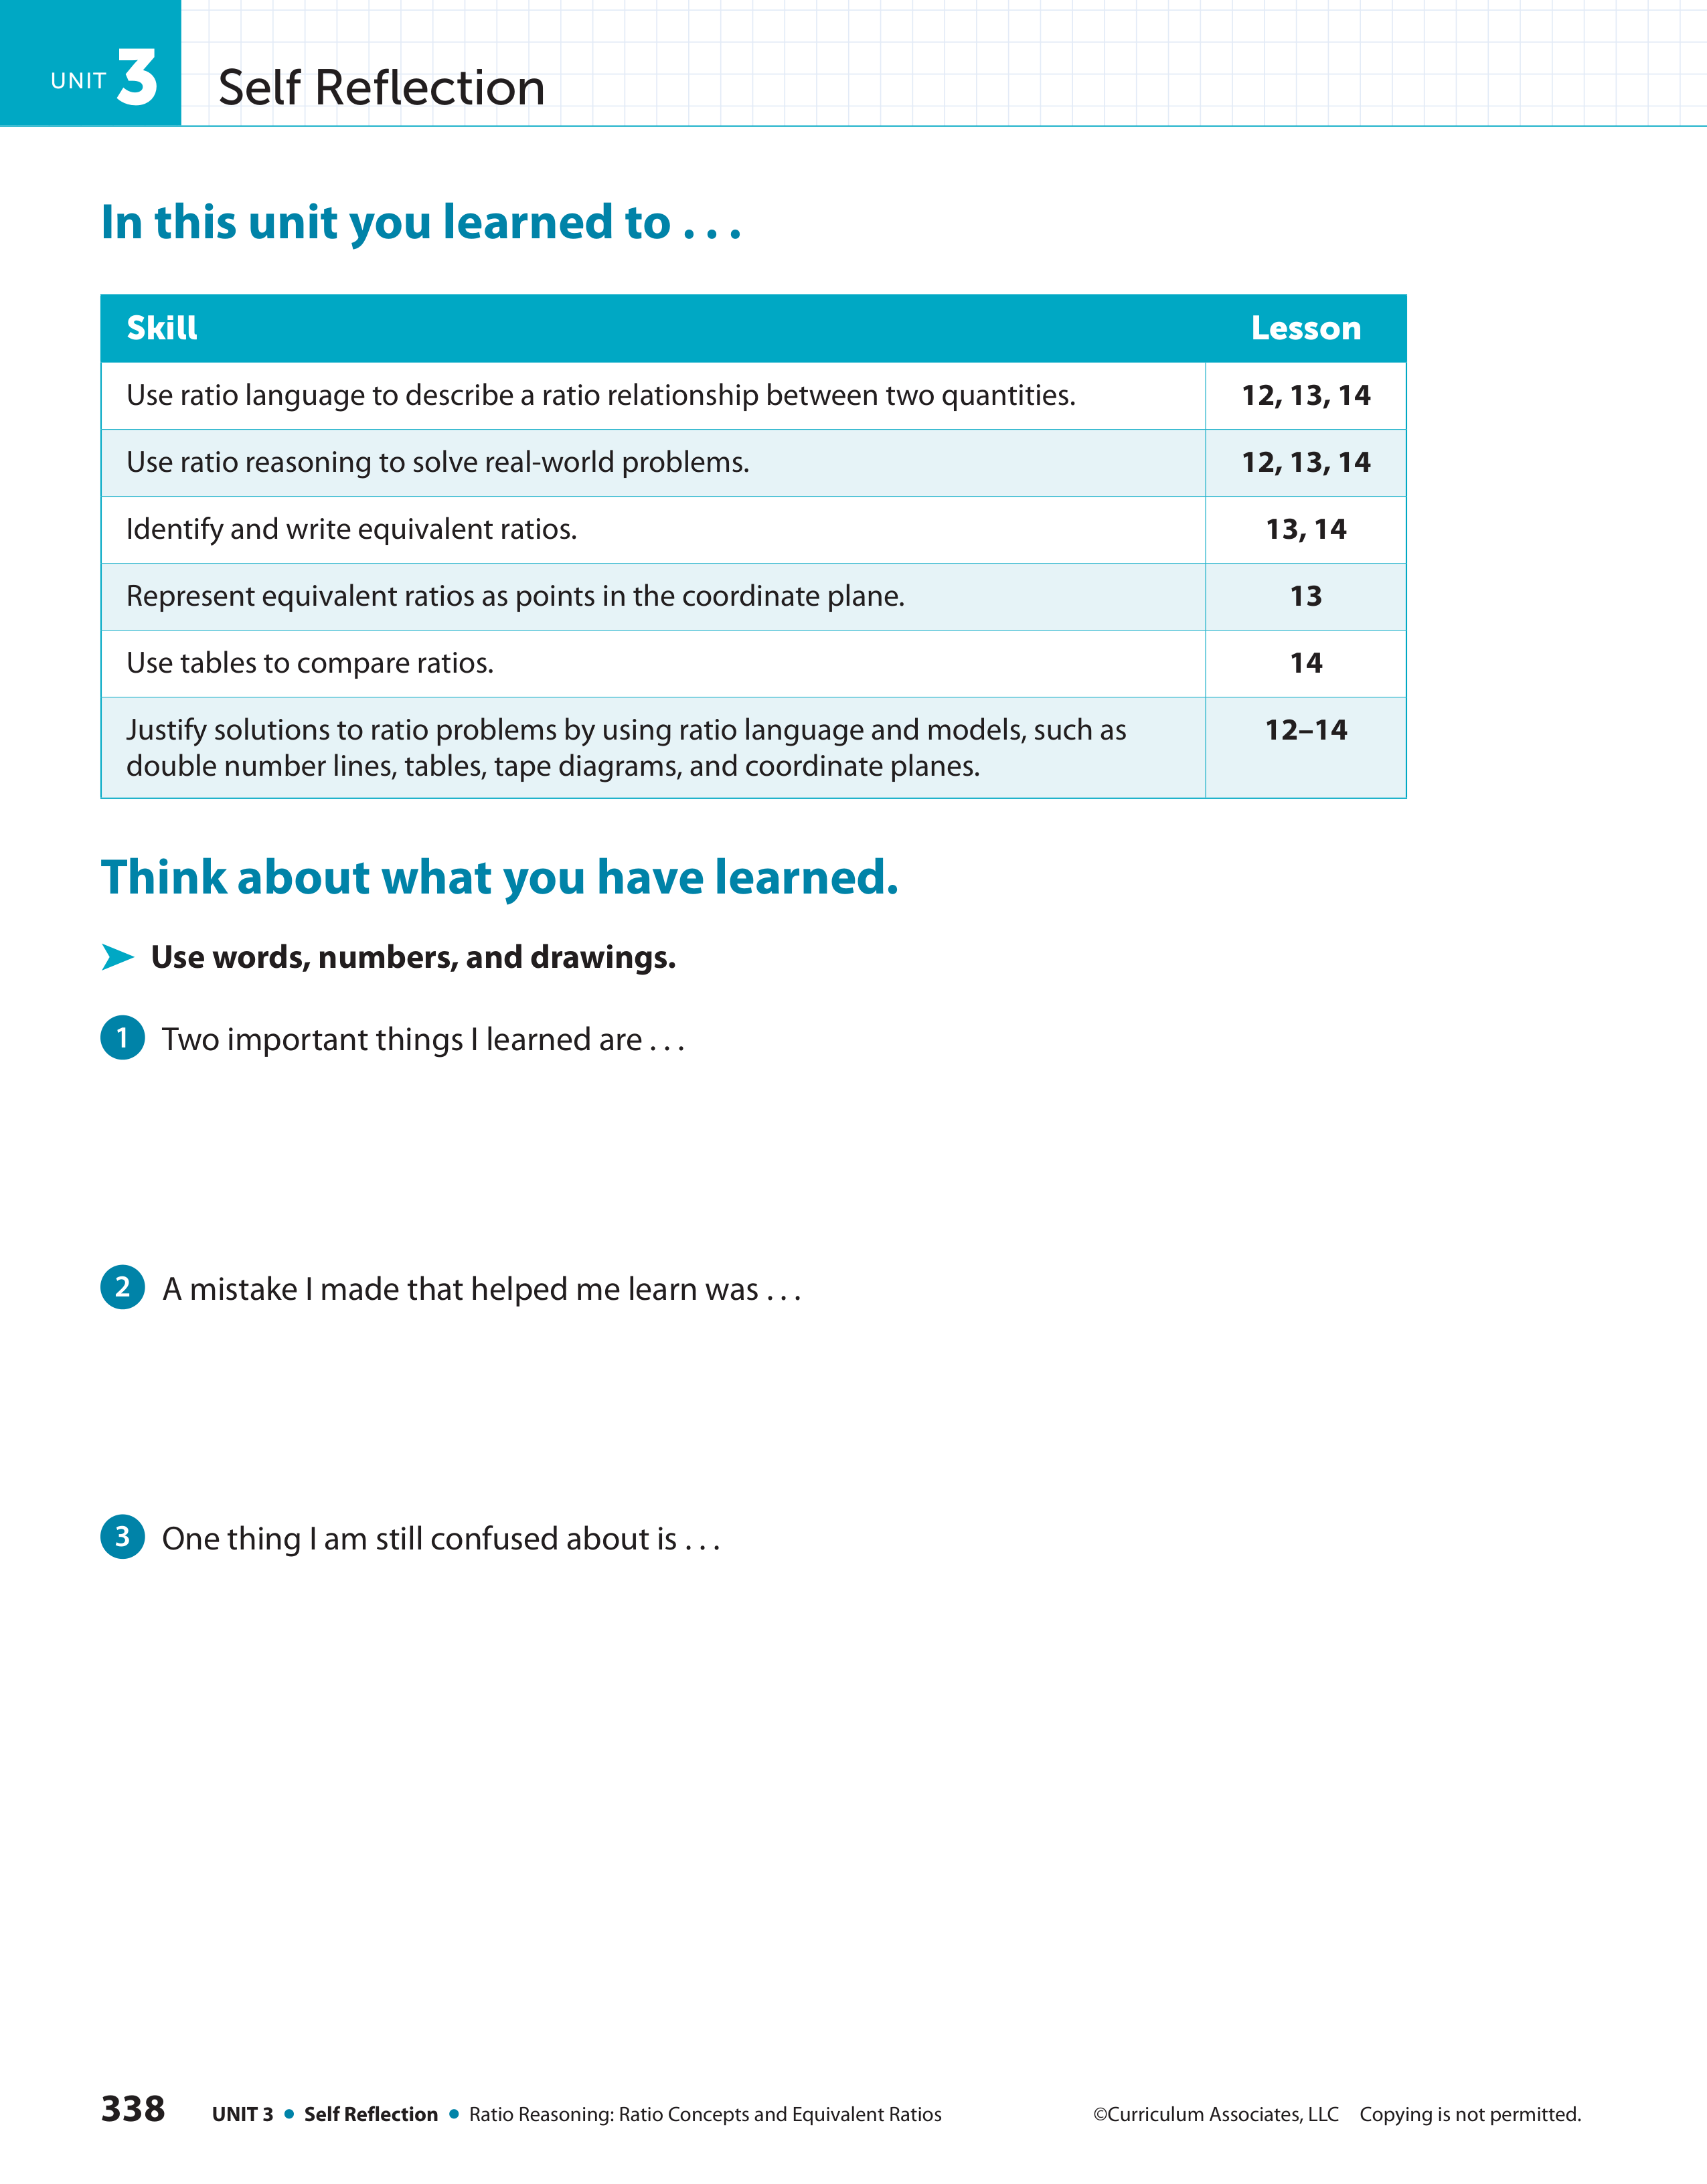 UNIT 3 Self Reflection
In this unit you learned to . . .
Skill Lesson
Use ratio language to describe a ratio relationship between two quantities. 12, 13, 14
Use ratio reasoning to solve real-world problems. 12, 13, 14
Identify and write equivalent ratios. 13, 14
Represent equivalent ratios as points in the coordinate plane. 13
Use tables to compare ratios. 14
Justify solutions to ratio problems by using ratio language and models, such as 12–14
double number lines, tables, tape diagrams, and coordinate planes.
Think about what you have learned.
➤ Use words, numbers, and drawings.
1 Two important things I learned are . . .
2 A mistake I made that helped me learn was . . .
3 One thing I am still confused about is . . .
338 UNIT 3 • Self Reflection • Ratio Reasoning: Ratio Concepts and Equivalent Ratios ©Curriculum Associates, LLC Copying is not permitted.